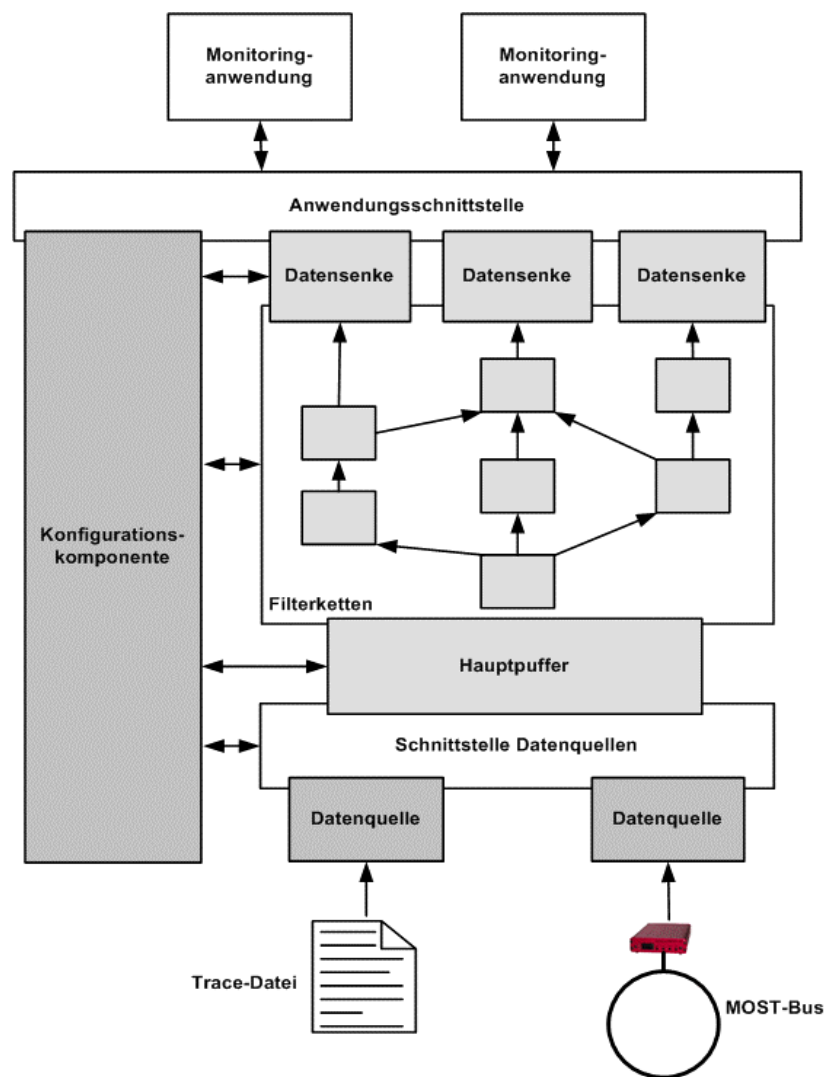 Monitoring-
anwendung
Monitoring-
anwendung
Anwendungsschnittstelle
Datensenke
Datensenke
Datensenke
Konfigurations-
komponente
Filterketten
Hauptpuffer
Schnittstelle Datenquellen
Datenquelle
Datenquelle
Trace-Datei
MOST-Bus